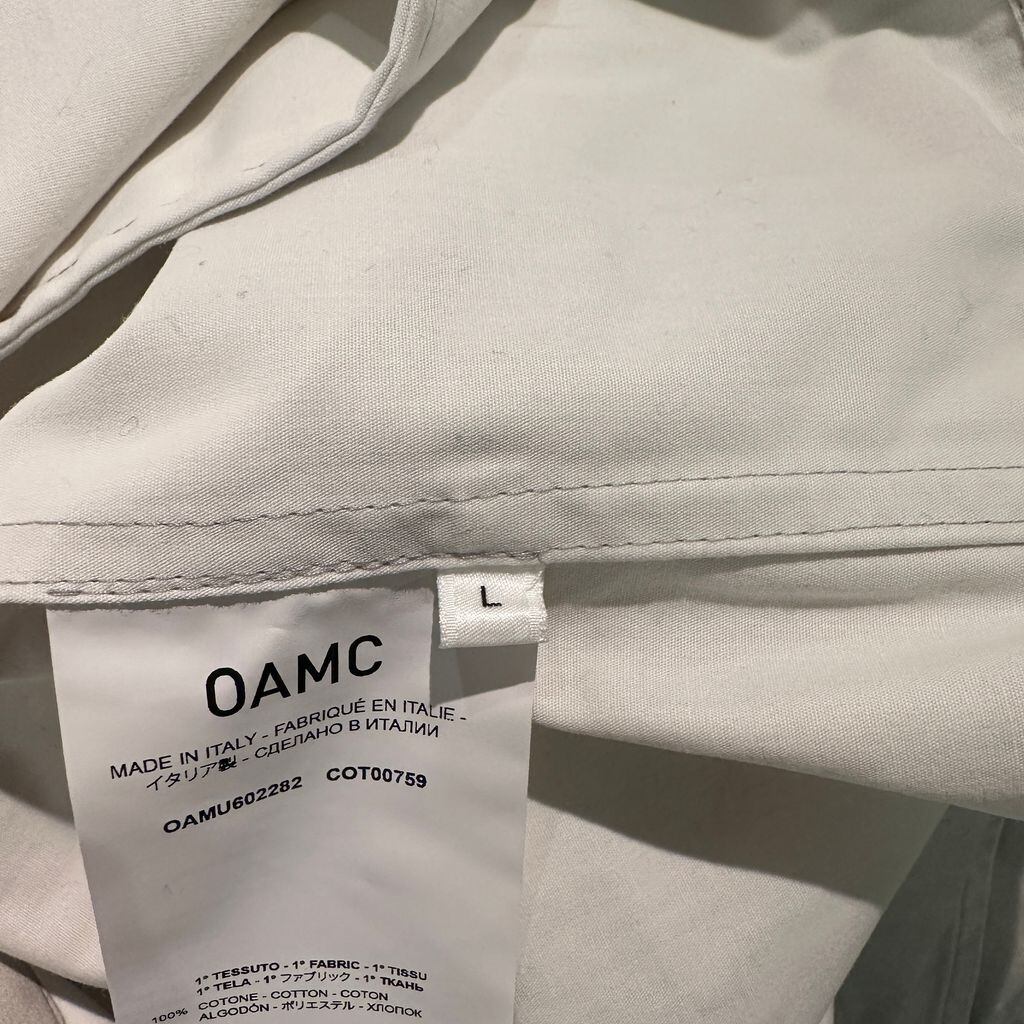 L
OAMC
MADE IN ITALY - FABRIQUÉ EN ITALIE -
イタリア製 - СДЕЛАНО В ИТАЛИИ
OAMU602282 COT00759
1° TESSUTO - 1° FABRIC - 1° TISSU
1° TELA - 1° ファブリック - 1° ТКАНЬ
100% COTONE - COTTON - COTON
ALGODÓN - ポリエステル - ХЛОПОК